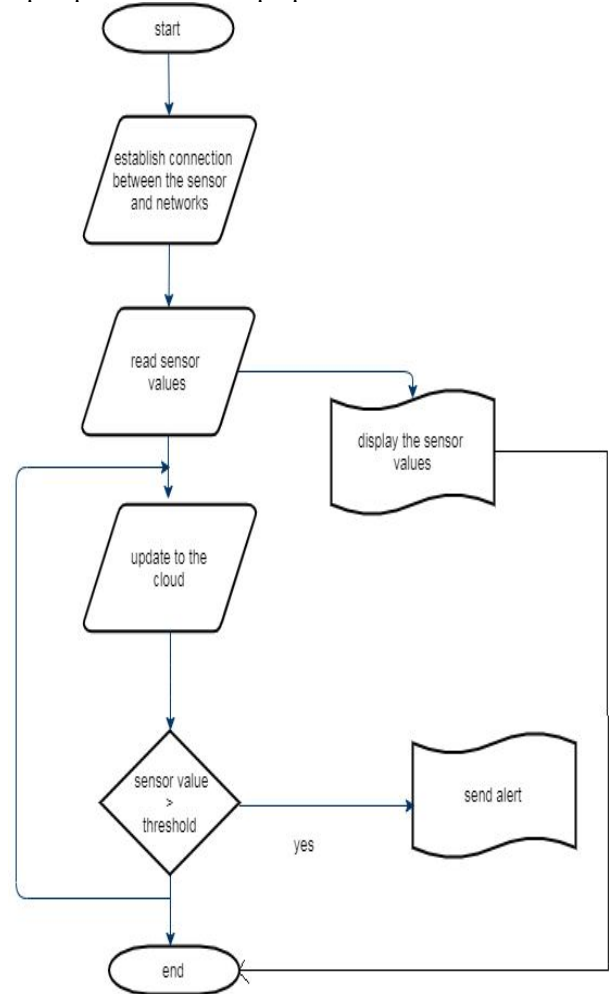 start
establish connection
between the sensor
and networks
read sensor
values
display the sensor
values
update to the
cloud
sensor value
>
threshold
yes
send alert
end